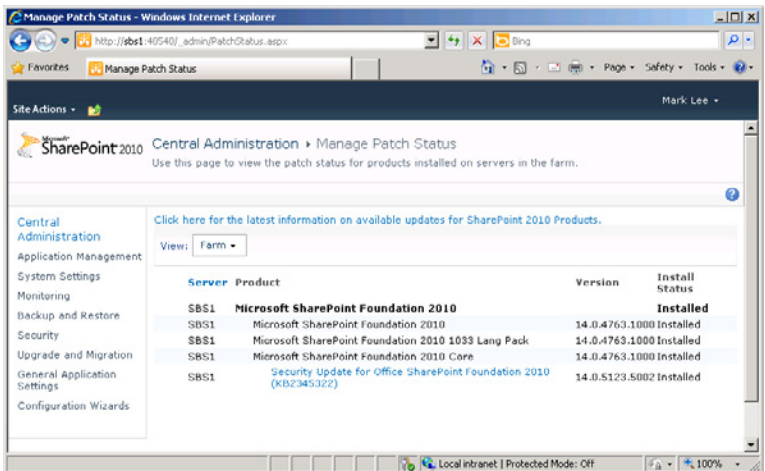 Manage Patch Status - Windows Internet Explorer
http://sbs1:40540/_admin/PatchStatus.aspx
Bing
Favorites
Manage Patch Status
Page
Safety
Tools
Site Actions
Mark Lee
Microsoft
SharePoint 2010
Central Administration › Manage Patch Status
Use this page to view the patch status for products installed on servers in the farm.
Central
Administration
Application Management
System Settings
Monitoring
Backup and Restore
Security
Upgrade and Migration
General Application
Settings
Configuration Wizards
Click here for the latest information on available updates for SharePoint 2010 Products.
View: Farm
Server Product Version Install Status
SBS1 Microsoft SharePoint Foundation 2010 Installed
SBS1 Microsoft SharePoint Foundation 2010 14.0.4763.1000 Installed
SBS1 Microsoft SharePoint Foundation 2010 1033 Lang Pack 14.0.4763.1000 Installed
SBS1 Microsoft SharePoint Foundation 2010 Core 14.0.4763.1000 Installed
SBS1 Security Update for Office SharePoint Foundation 2010 (KB2345322) 14.0.5123.5002 Installed
Local intranet | Protected Mode: Off
100%